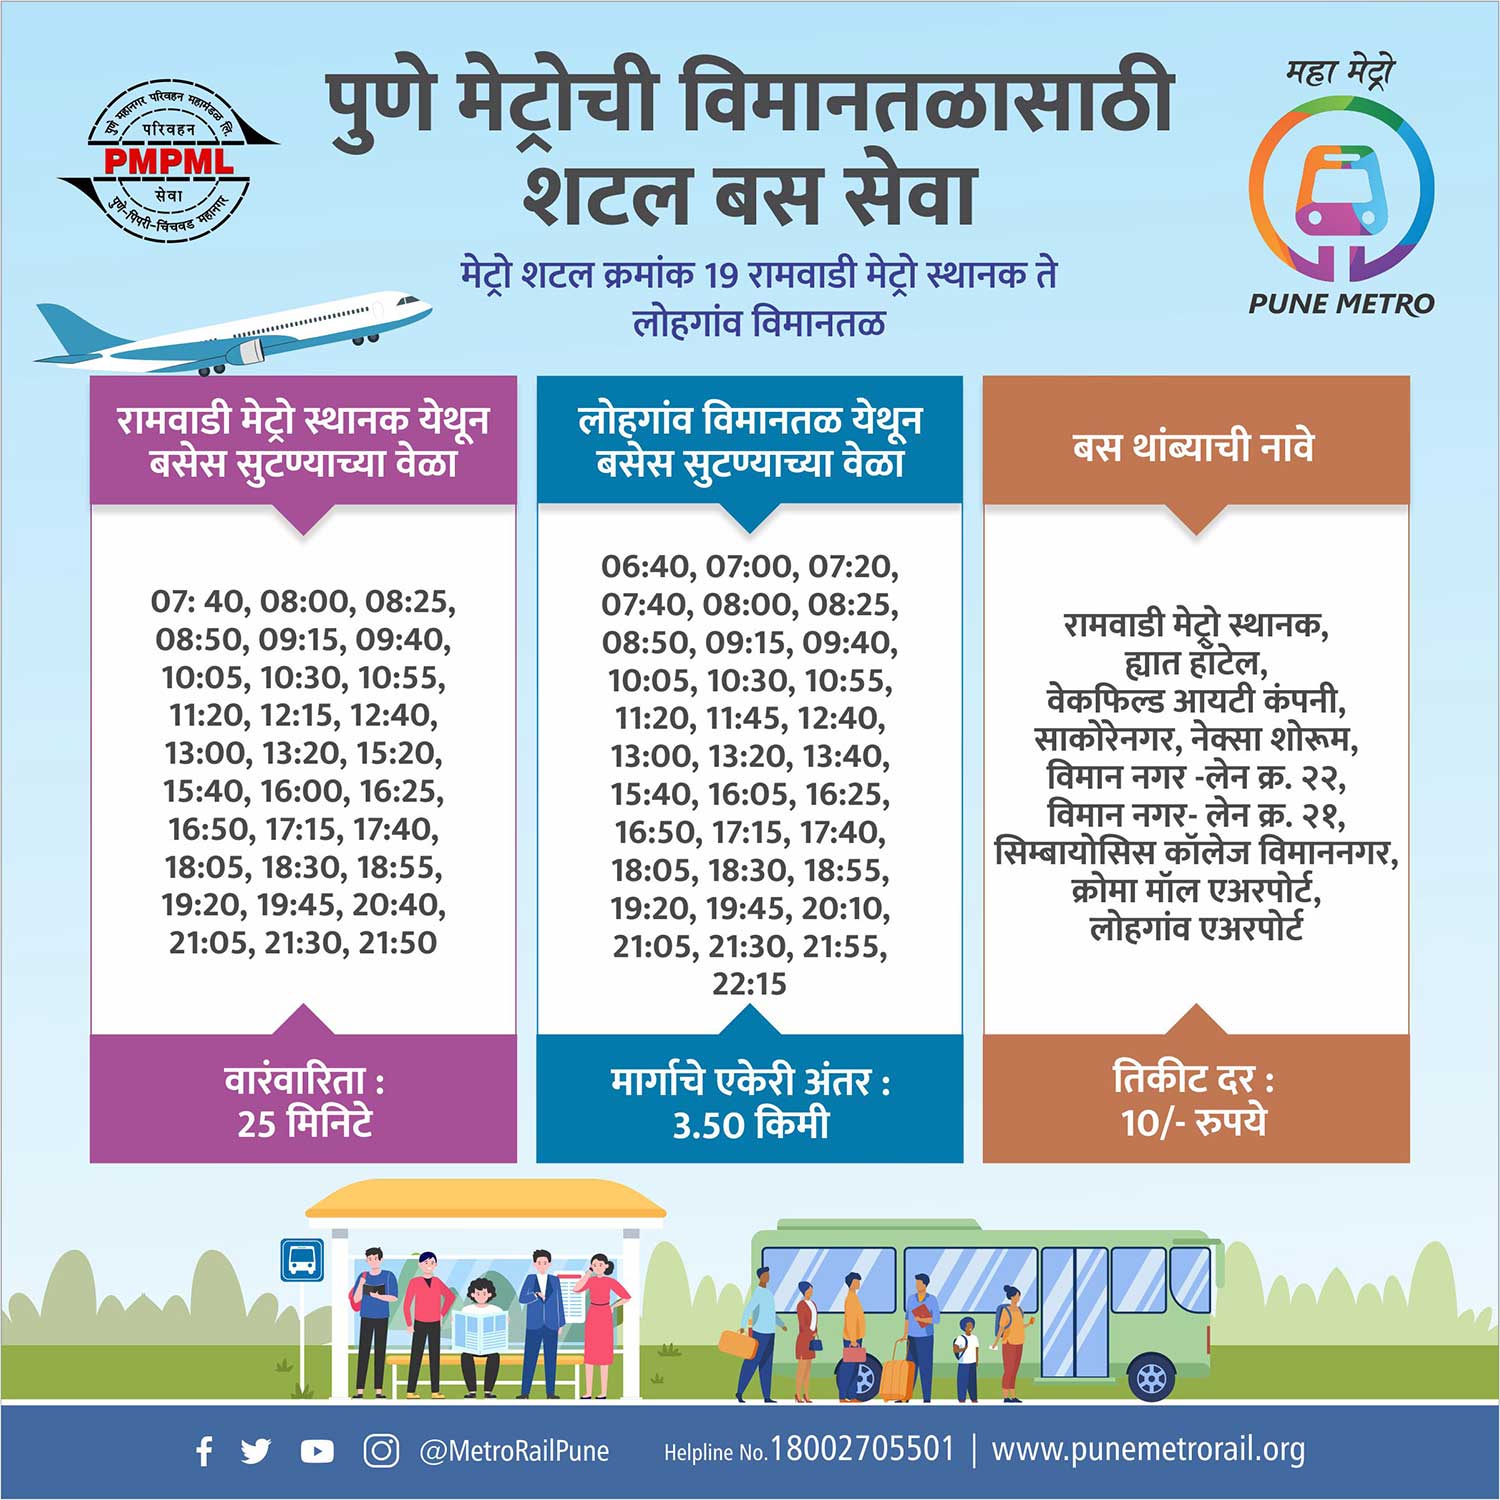 पुणे महानगर परिवहन महामंडळ लि.
परिवहन
PMPML
सेवा
पुणे-पिंपरी-चिंचवड महानगर
पुणे मेट्रोची विमानतळासाठी
शटल बस सेवा
मेट्रो शटल क्रमांक 19 रामवाडी मेट्रो स्थानक ते
लोहगांव विमानतळ
महा मेट्रो
PUNE METRO
रामवाडी मेट्रो स्थानक येथून
बसेस सुटण्याच्या वेळा
07: 40, 08:00, 08:25,
08:50, 09:15, 09:40,
10:05, 10:30, 10:55,
11:20, 12:15, 12:40,
13:00, 13:20, 15:20,
15:40, 16:00, 16:25,
16:50, 17:15, 17:40,
18:05, 18:30, 18:55,
19:20, 19:45, 20:40,
21:05, 21:30, 21:50
वारंवारिता :
25 मिनिटे
लोहगांव विमानतळ येथून
बसेस सुटण्याच्या वेळा
06:40, 07:00, 07:20,
07:40, 08:00, 08:25,
08:50, 09:15, 09:40,
10:05, 10:30, 10:55,
11:20, 11:45, 12:40,
13:00, 13:20, 13:40,
15:40, 16:05, 16:25,
16:50, 17:15, 17:40,
18:05, 18:30, 18:55,
19:20, 19:45, 20:10,
21:05, 21:30, 21:55,
22:15
मार्गाचे एकेरी अंतर :
3.50 किमी
बस थांब्याची नावे
रामवाडी मेट्रो स्थानक,
ह्यात हॉटेल,
वेकफिल्ड आयटी कंपनी,
साकोरेनगर, नेक्सा शोरूम,
विमान नगर -लेन क्र. २२,
विमान नगर- लेन क्र. २१,
सिम्बायोसिस कॉलेज विमाननगर,
क्रोमा मॉल एअरपोर्ट,
लोहगांव एअरपोर्ट
तिकीट दर :
10/- रुपये
@MetroRailPune Helpline No. 18002705501 | www.punemetrorail.org